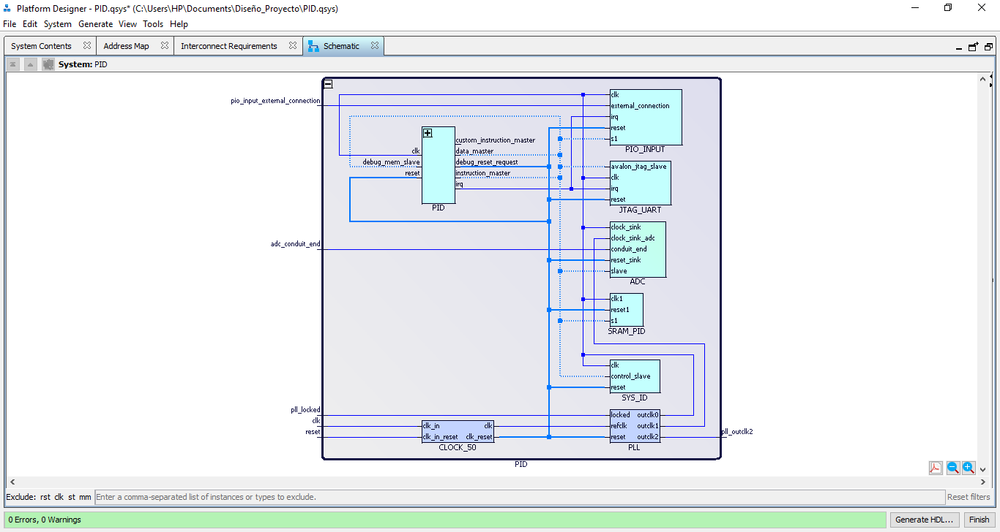 Platform Designer - PID.qsys* (C:\Users\HP\Documents\Diseño_Proyecto\PID.qsys)
File Edit System Generate View Tools Help
System Contents Address Map Interconnect Requirements Schematic
System: PID
pio_input_external_connection
clk
external_connection
irq
reset
s1
PIO_INPUT
custom_instruction_master
clk data_master
debug_mem_slave debug_reset_request
reset instruction_master
irq
PID
avalon_jtag_slave
clk
irq
reset
JTAG_UART
adc_conduit_end
clock_sink
clock_sink_adc
conduit_end
reset_sink
slave
ADC
clk1
reset1
s1
SRAM_PID
clk
control_slave
reset
SYS_ID
pll_locked
clk
reset
clk_in clk
clk_in_reset clk_reset
CLOCK_50
locked outclk0
refclk outclk1
reset outclk2
PLL
pll_outclk2
PID
Exclude: rst clk st mm Enter a comma-separated list of instances or types to exclude. Reset filters
0 Errors, 0 Warnings Generate HDL... Finish